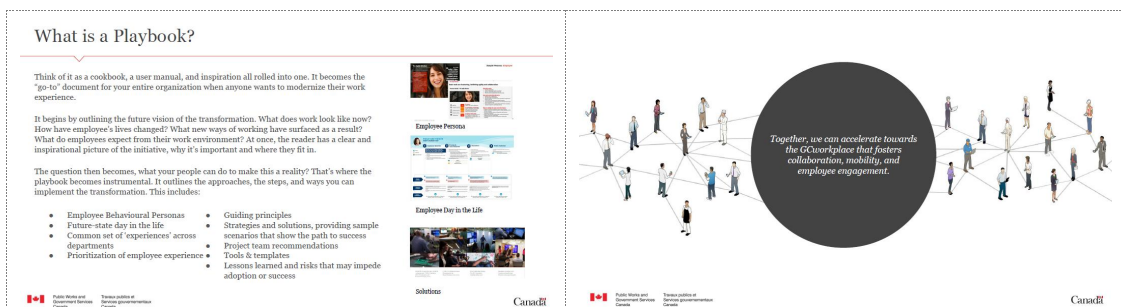 What is a Playbook?
Think of it as a cookbook, a user manual, and inspiration all rolled into one. It becomes the
"go-to" document for your entire organization when anyone wants to modernize their work
experience.
It begins by outlining the future vision of the transformation. What does work look like now?
How have employee's lives changed? What new ways of working have surfaced as a result?
What do employees expect from their work environment? At once, the reader has a clear and
inspirational picture of the initiative, why it's important and where they fit in.
The question then becomes, what your people can do to make this a reality? That's where the
playbook becomes instrumental. It outlines the approaches, the steps, and ways you can
implement the transformation. This includes:
● Employee Behavioural Personas
● Future-state day in the life
● Common set of 'experiences' across
departments
● Prioritization of employee experience
● Guiding principles
● Strategies and solutions, providing sample
scenarios that show the path to success
● Project team recommendations
● Tools & templates
● Lessons learned and risks that may impede
adoption or success
Employee Persona
Employee Day in the Life
Solutions
Public Works and
Government Services
Canada
Travaux publics et
Services gouvernementaux
Canada
Canada
Together, we can accelerate towards
the GCworkplace that fosters
collaboration, mobility, and
employee engagement.
Public Works and
Government Services
Canada
Travaux publics et
Services gouvernementaux
Canada
Canada